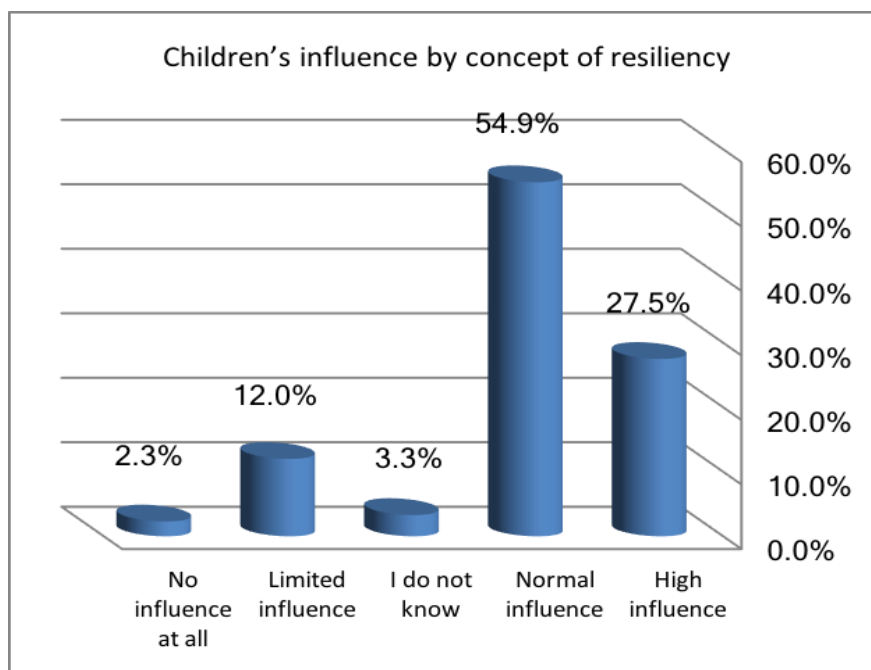 Children’s influence by concept of resiliency
54.9%
60.0%
50.0%
40.0%
27.5%
30.0%
12.0%
20.0%
2.3%
3.3%
10.0%
0.0%
No
influence
at all
Limited
influence
I do not
know
Normal
influence
High
influence